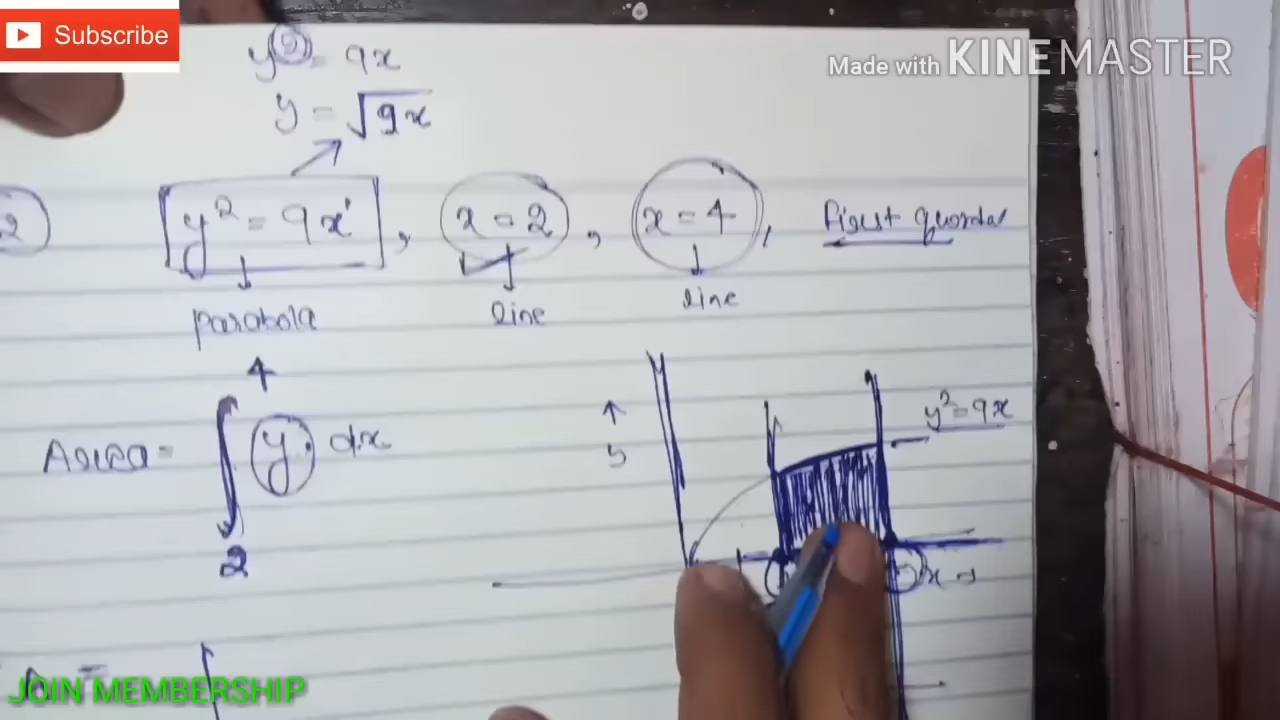 Subscribe
y² = 9x
Made with KINEMASTER
y = √9x
2
y² = 9x , x = 2 , x = 4 , First
parabola line line
4
y² = 9x
Area = ∫ y . dx
y
2
x →
A =
JOIN MEMBERSHIP